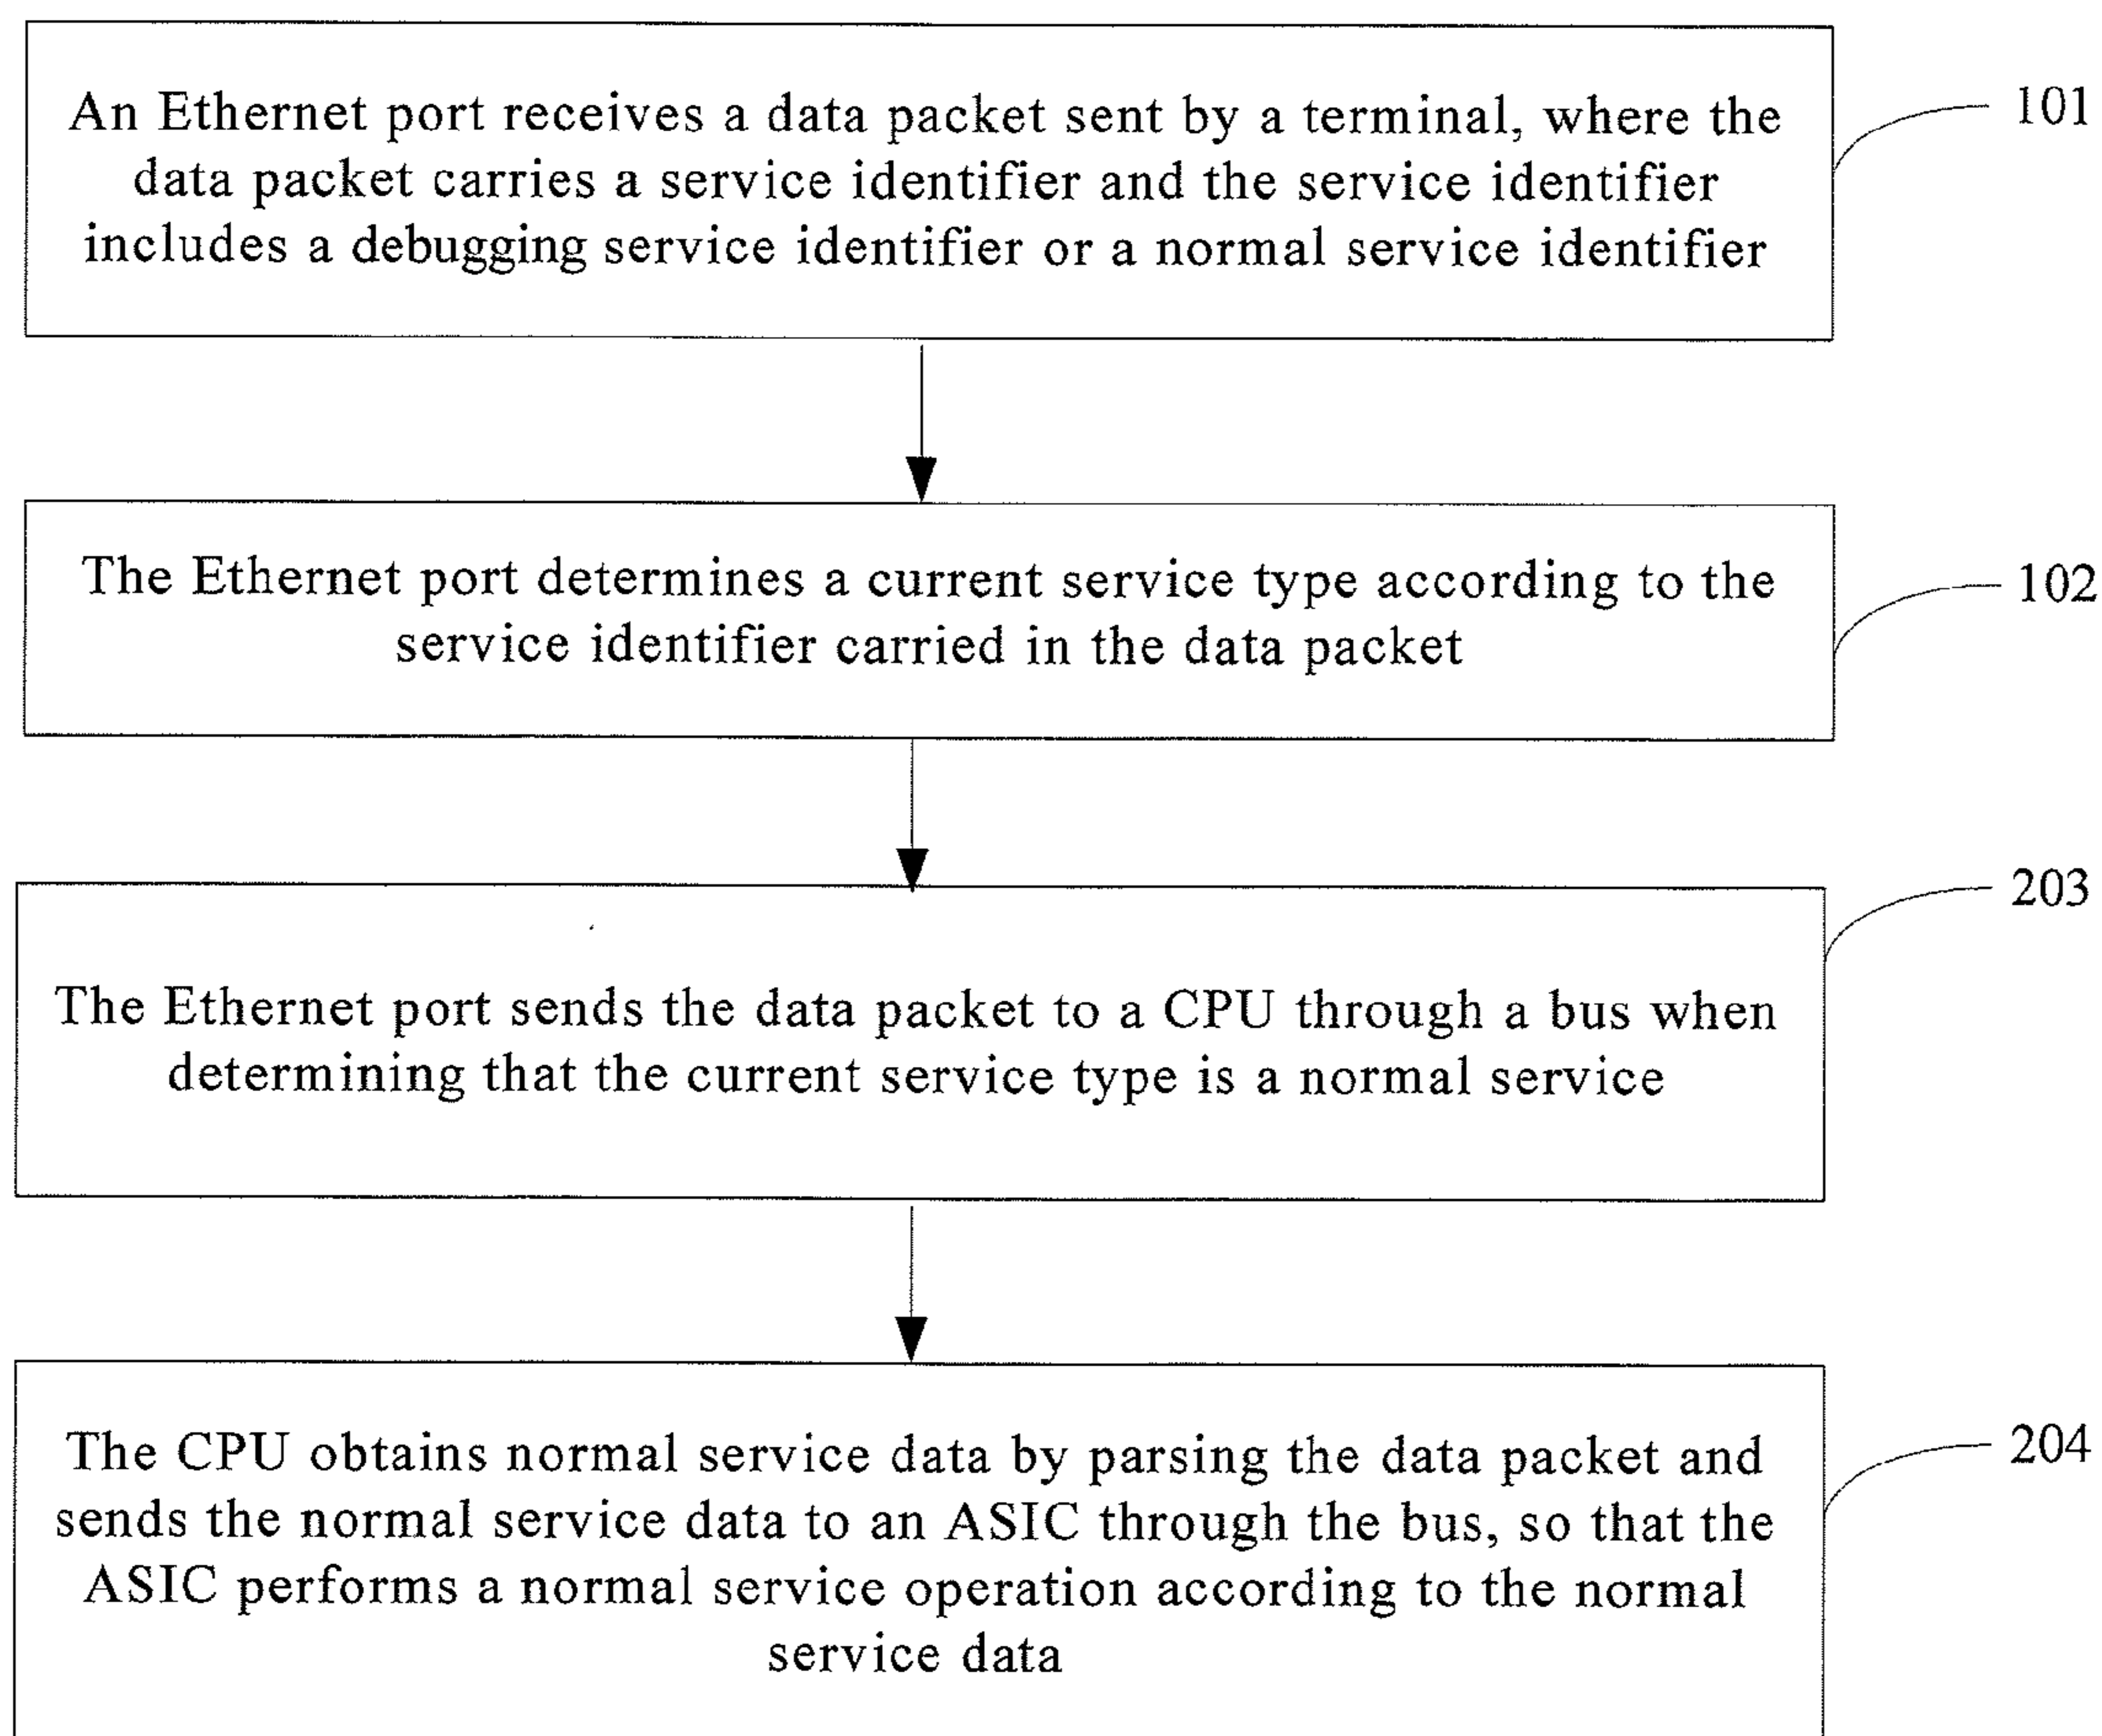 An Ethernet port receives a data packet sent by a terminal, where the
data packet carries a service identifier and the service identifier
includes a debugging service identifier or a normal service identifier
101
The Ethernet port determines a current service type according to the
service identifier carried in the data packet
102
The Ethernet port sends the data packet to a CPU through a bus when
determining that the current service type is a normal service
203
The CPU obtains normal service data by parsing the data packet and
sends the normal service data to an ASIC through the bus, so that the
ASIC performs a normal service operation according to the normal
service data
204